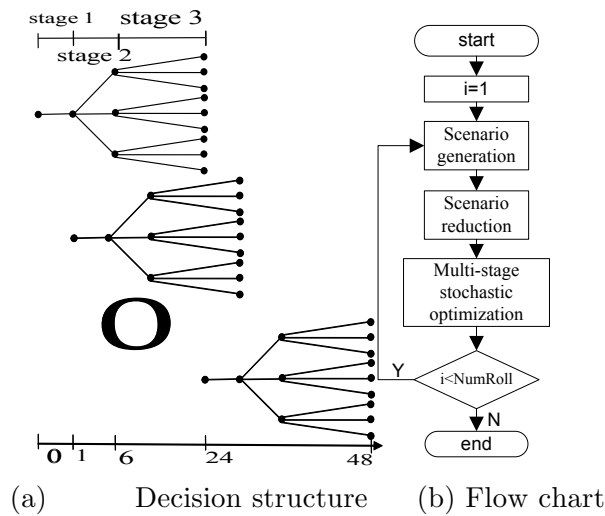 stage 1
stage 3
stage 2
O
0
1
6
24
48
start
i=1
Scenario
generation
Scenario
reduction
Multi-stage
stochastic
optimization
i<NumRoll
Y
N
end
(a) Decision structure
(b) Flow chart